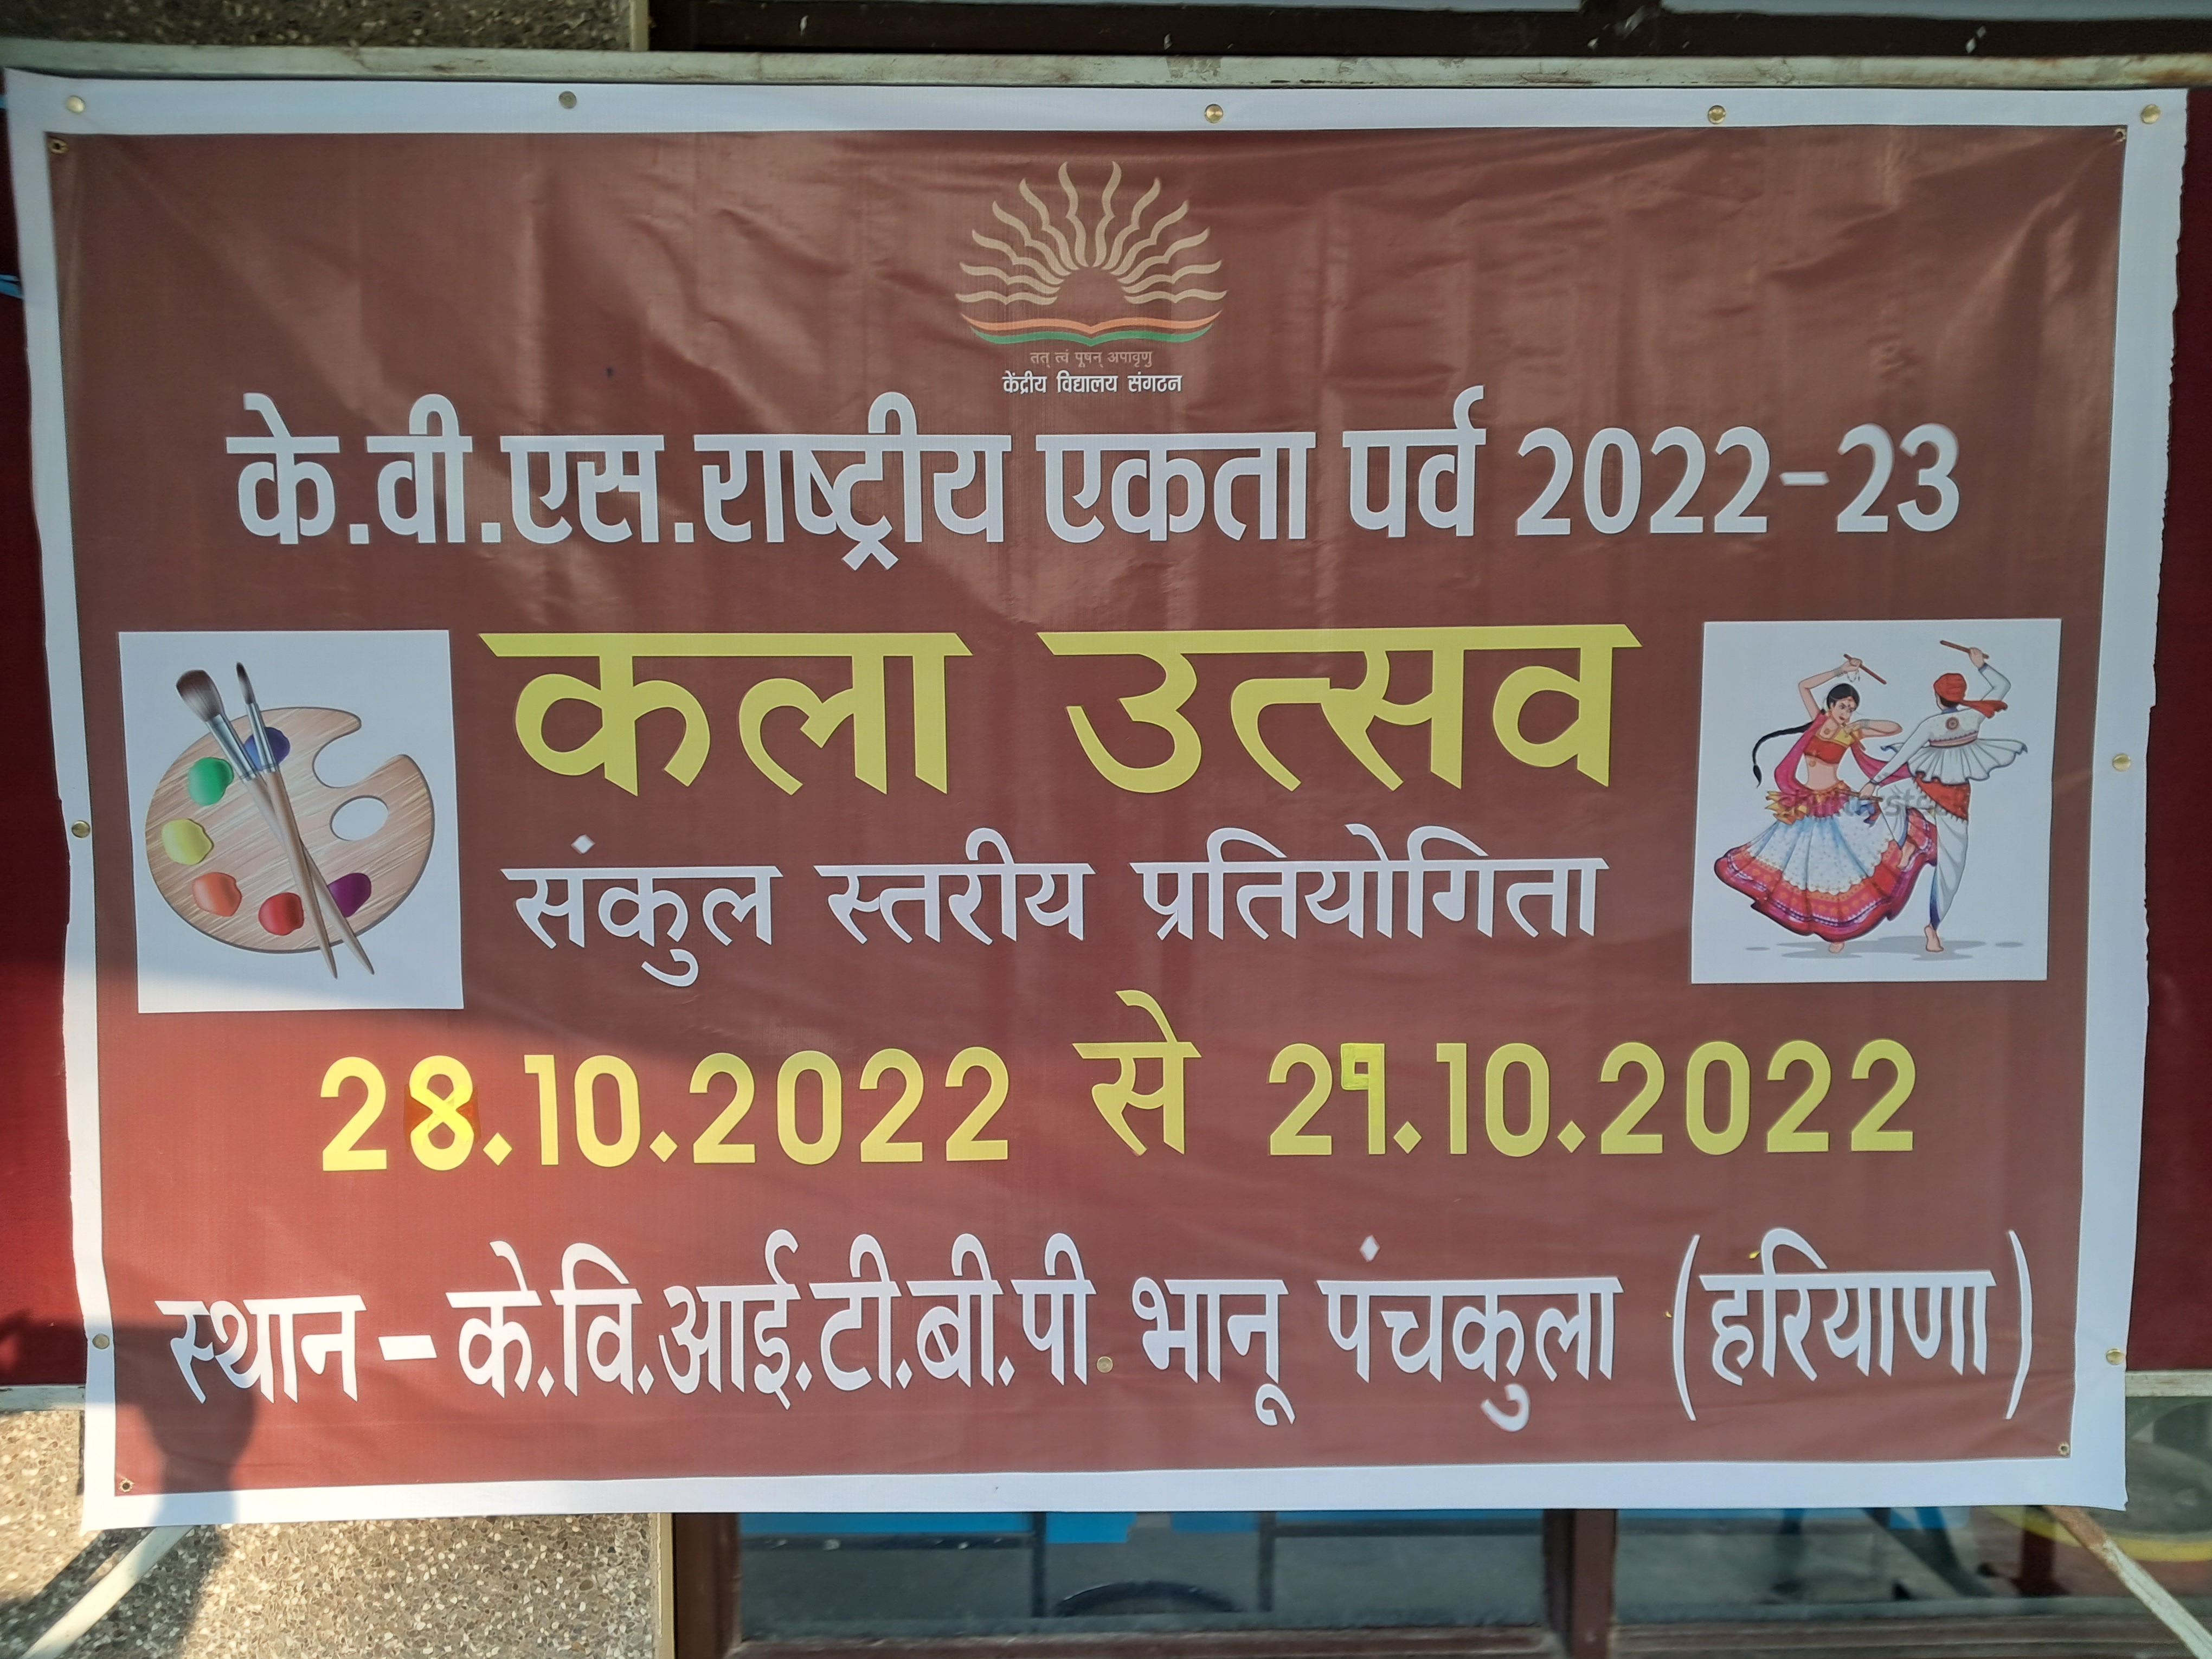 तत् त्वं पूषन् अपावृणु
केंद्रीय विद्यालय संगटन
के.वी.एस.राष्ट्रीय एकता पर्व 2022-23
कला उत्सव
संकुल स्तरीय प्रतियोगिता
28.10.2022 से 29.10.2022
स्थान - के.वि.आई.टी.बी.पी. भानू पंचकुला (हरियाणा)